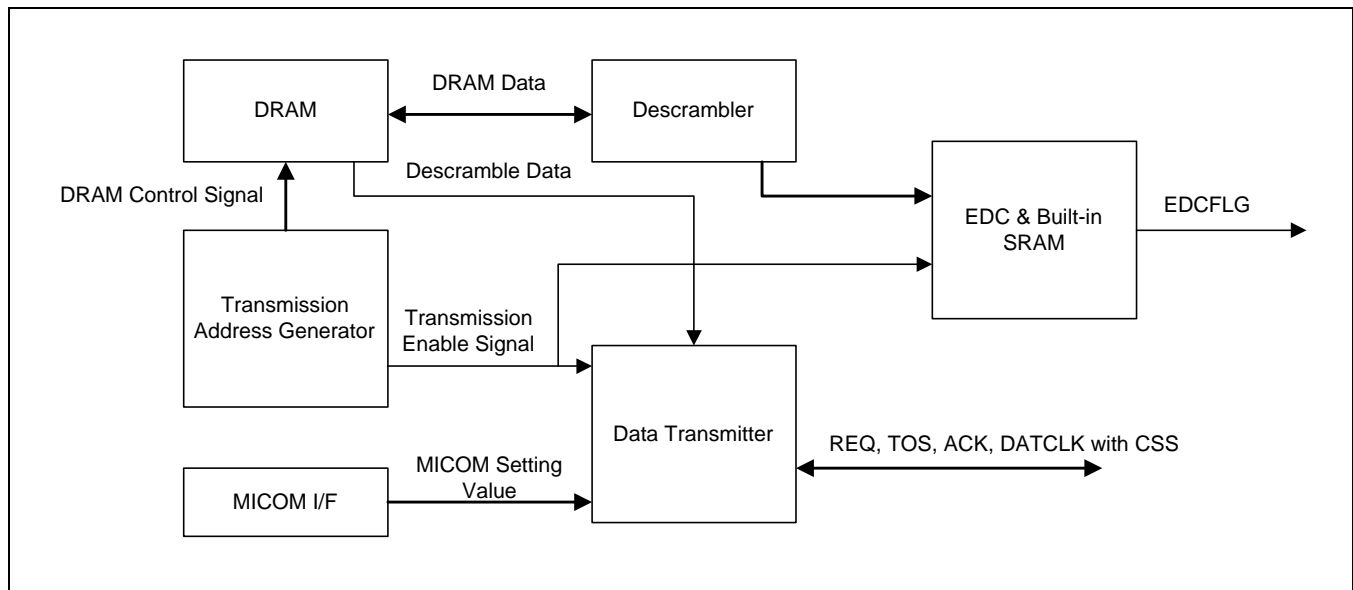 DRAM
DRAM Data
Descrambler
Descramble Data
DRAM Control Signal
EDC & Built-in
SRAM
EDCFLG
Transmission
Address Generator
Transmission
Enable Signal
Data Transmitter
REQ, TOS, ACK, DATCLK with CSS
MICOM I/F
MICOM Setting
Value